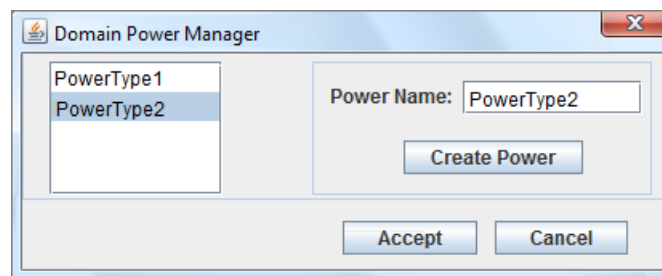 Domain Power Manager
PowerType1
PowerType2
Power Name: PowerType2
Create Power
Accept Cancel